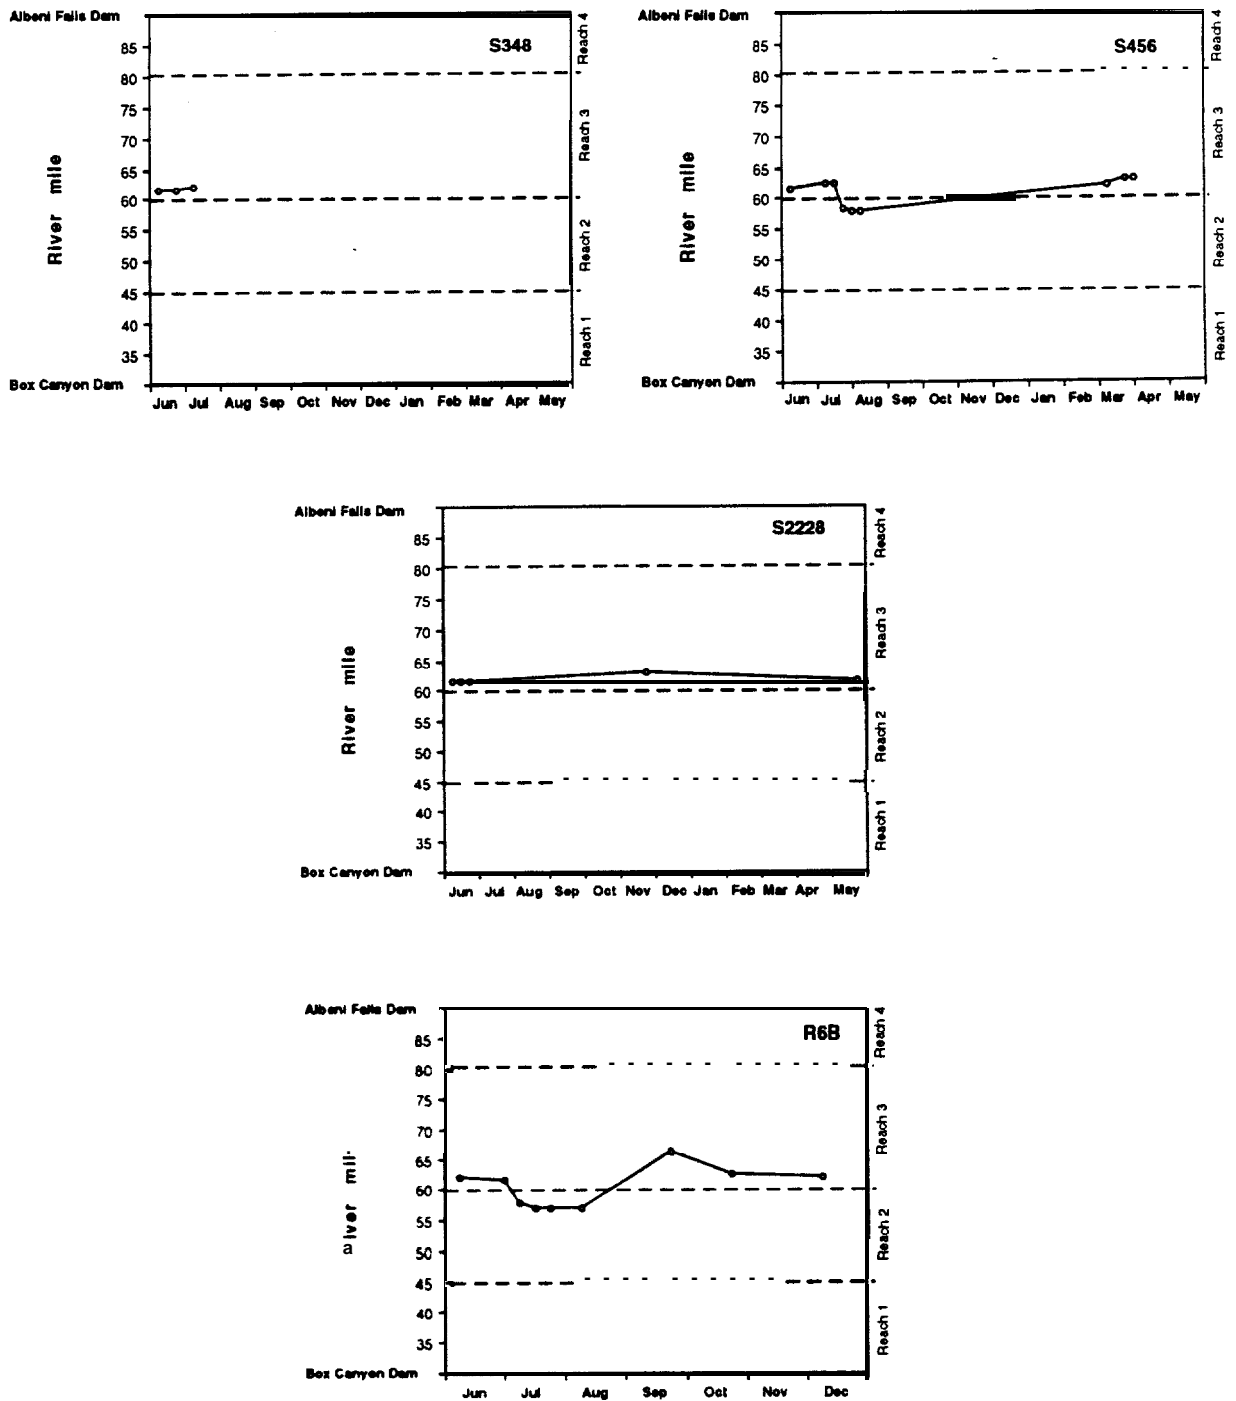 Albeni Falls Dam
S348
Reach 4
85
80
75
Reach 3
70
65
60
55
Reach 2
50
45
40
Reach 1
35
Box Canyon Dam
River mile
Jun Jul Aug Sep Oct Nov Dec Jan Feb Mar Apr May
Albeni Falls Dam
S456
Reach 4
85
80
75
Reach 3
70
65
60
55
Reach 2
50
45
40
Reach 1
35
Box Canyon Dam
River mile
Jun Jul Aug Sep Oct Nov Dec Jan Feb Mar Apr May
Albeni Falls Dam
S2228
Reach 4
85
80
75
Reach 3
70
65
60
55
Reach 2
50
45
40
Reach 1
35
Box Canyon Dam
River mile
Jun Jul Aug Sep Oct Nov Dec Jan Feb Mar Apr May
Albeni Falls Dam
R6B
Reach 4
85
80
75
Reach 3
70
65
60
55
Reach 2
50
45
40
Reach 1
35
Box Canyon Dam
Jun Jul Aug Sep Oct Nov Dec